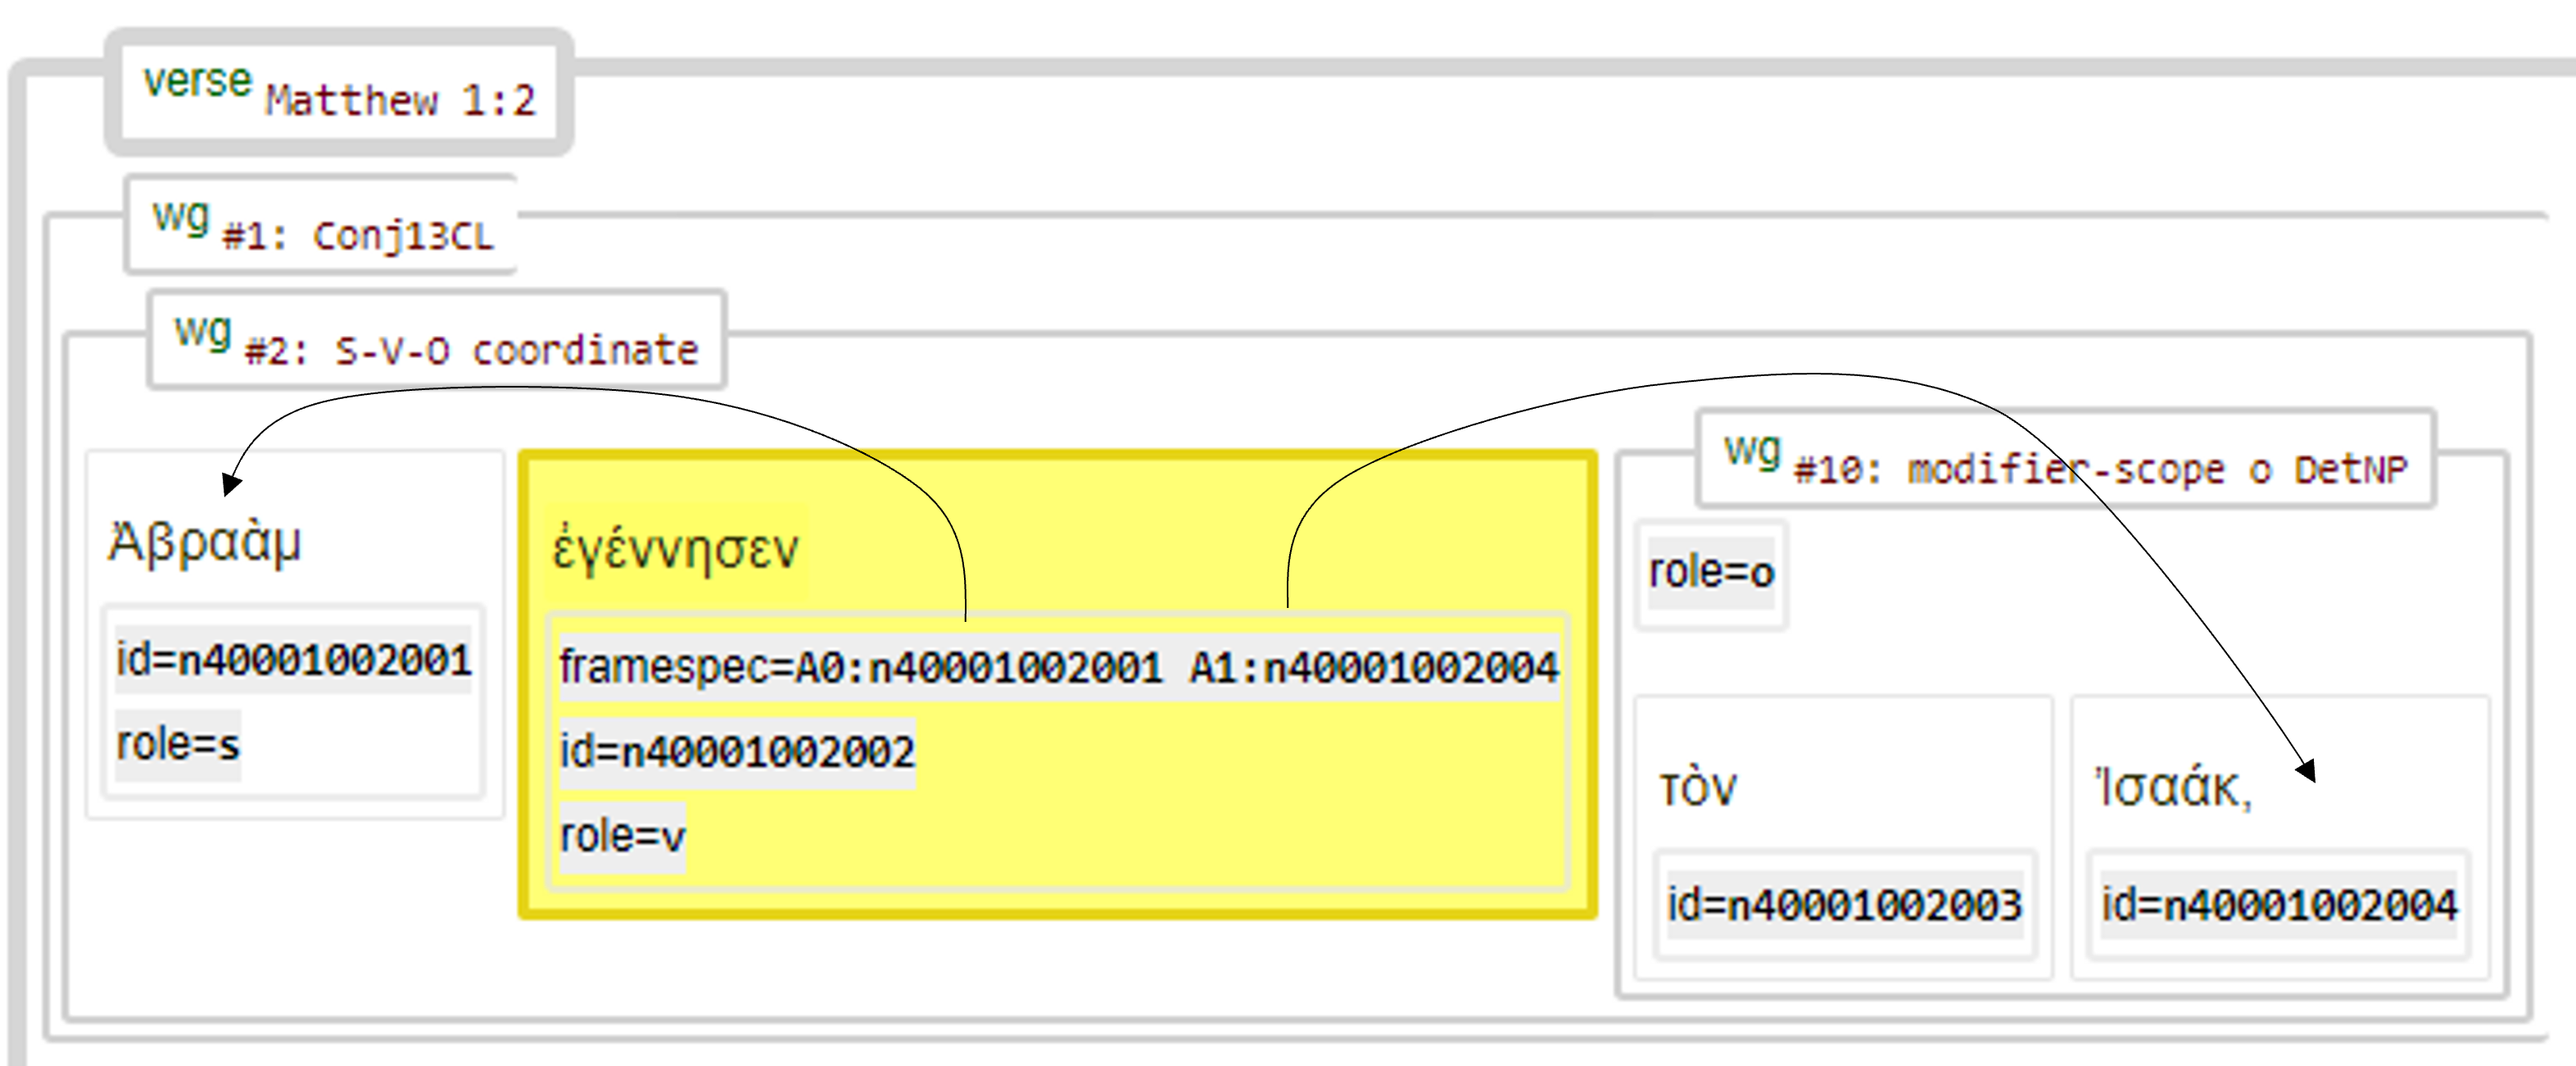 verse Matthew 1:2
wg #1: Conj13CL
wg #2: S-V-O coordinate
wg #10: modifier-scope o DetNP
Ἀβραὰμ
id=n40001002001
role=s
ἐγέννησεν
framespec=A0:n40001002001 A1:n40001002004
id=n40001002002
role=v
role=o
τὸν
id=n40001002003
Ἰσαάκ,
id=n40001002004